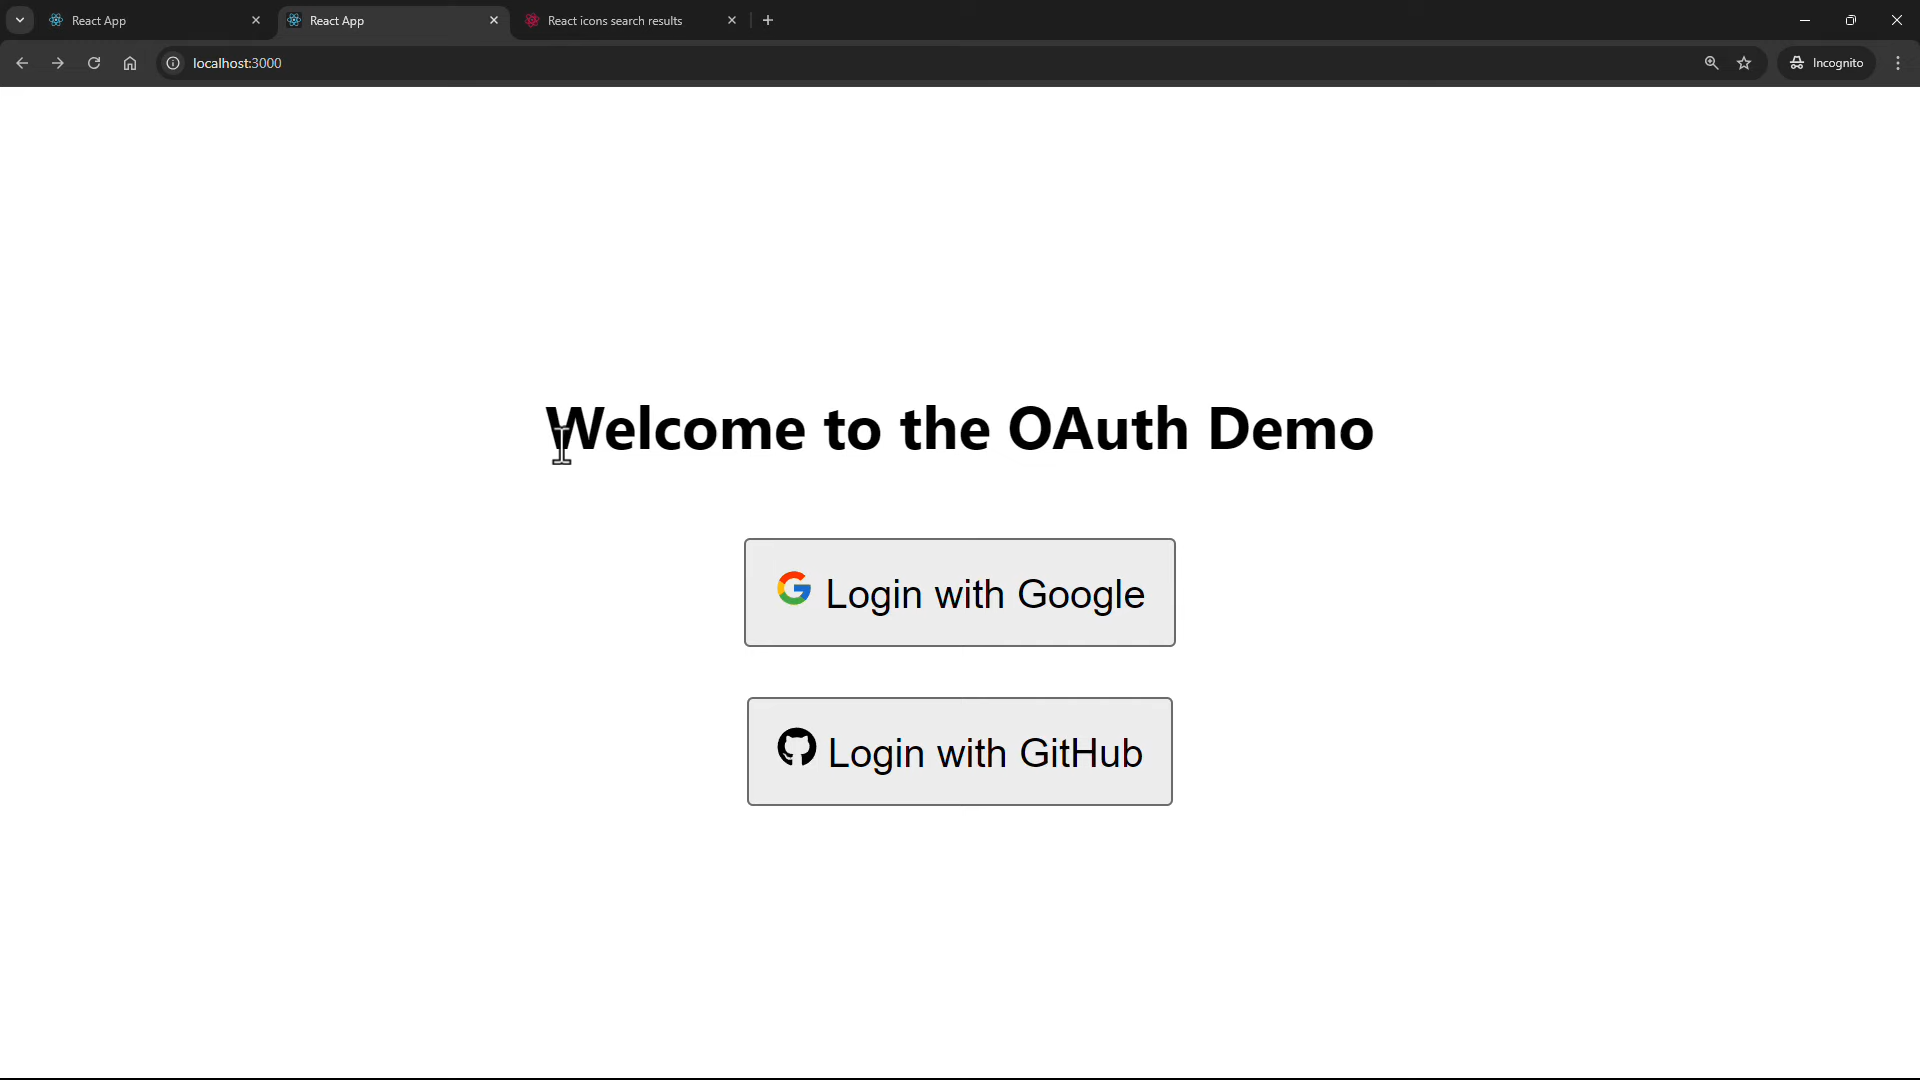 React App
React App
React icons search results
localhost:3000
Incognito
Welcome to the OAuth Demo
Login with Google
Login with GitHub